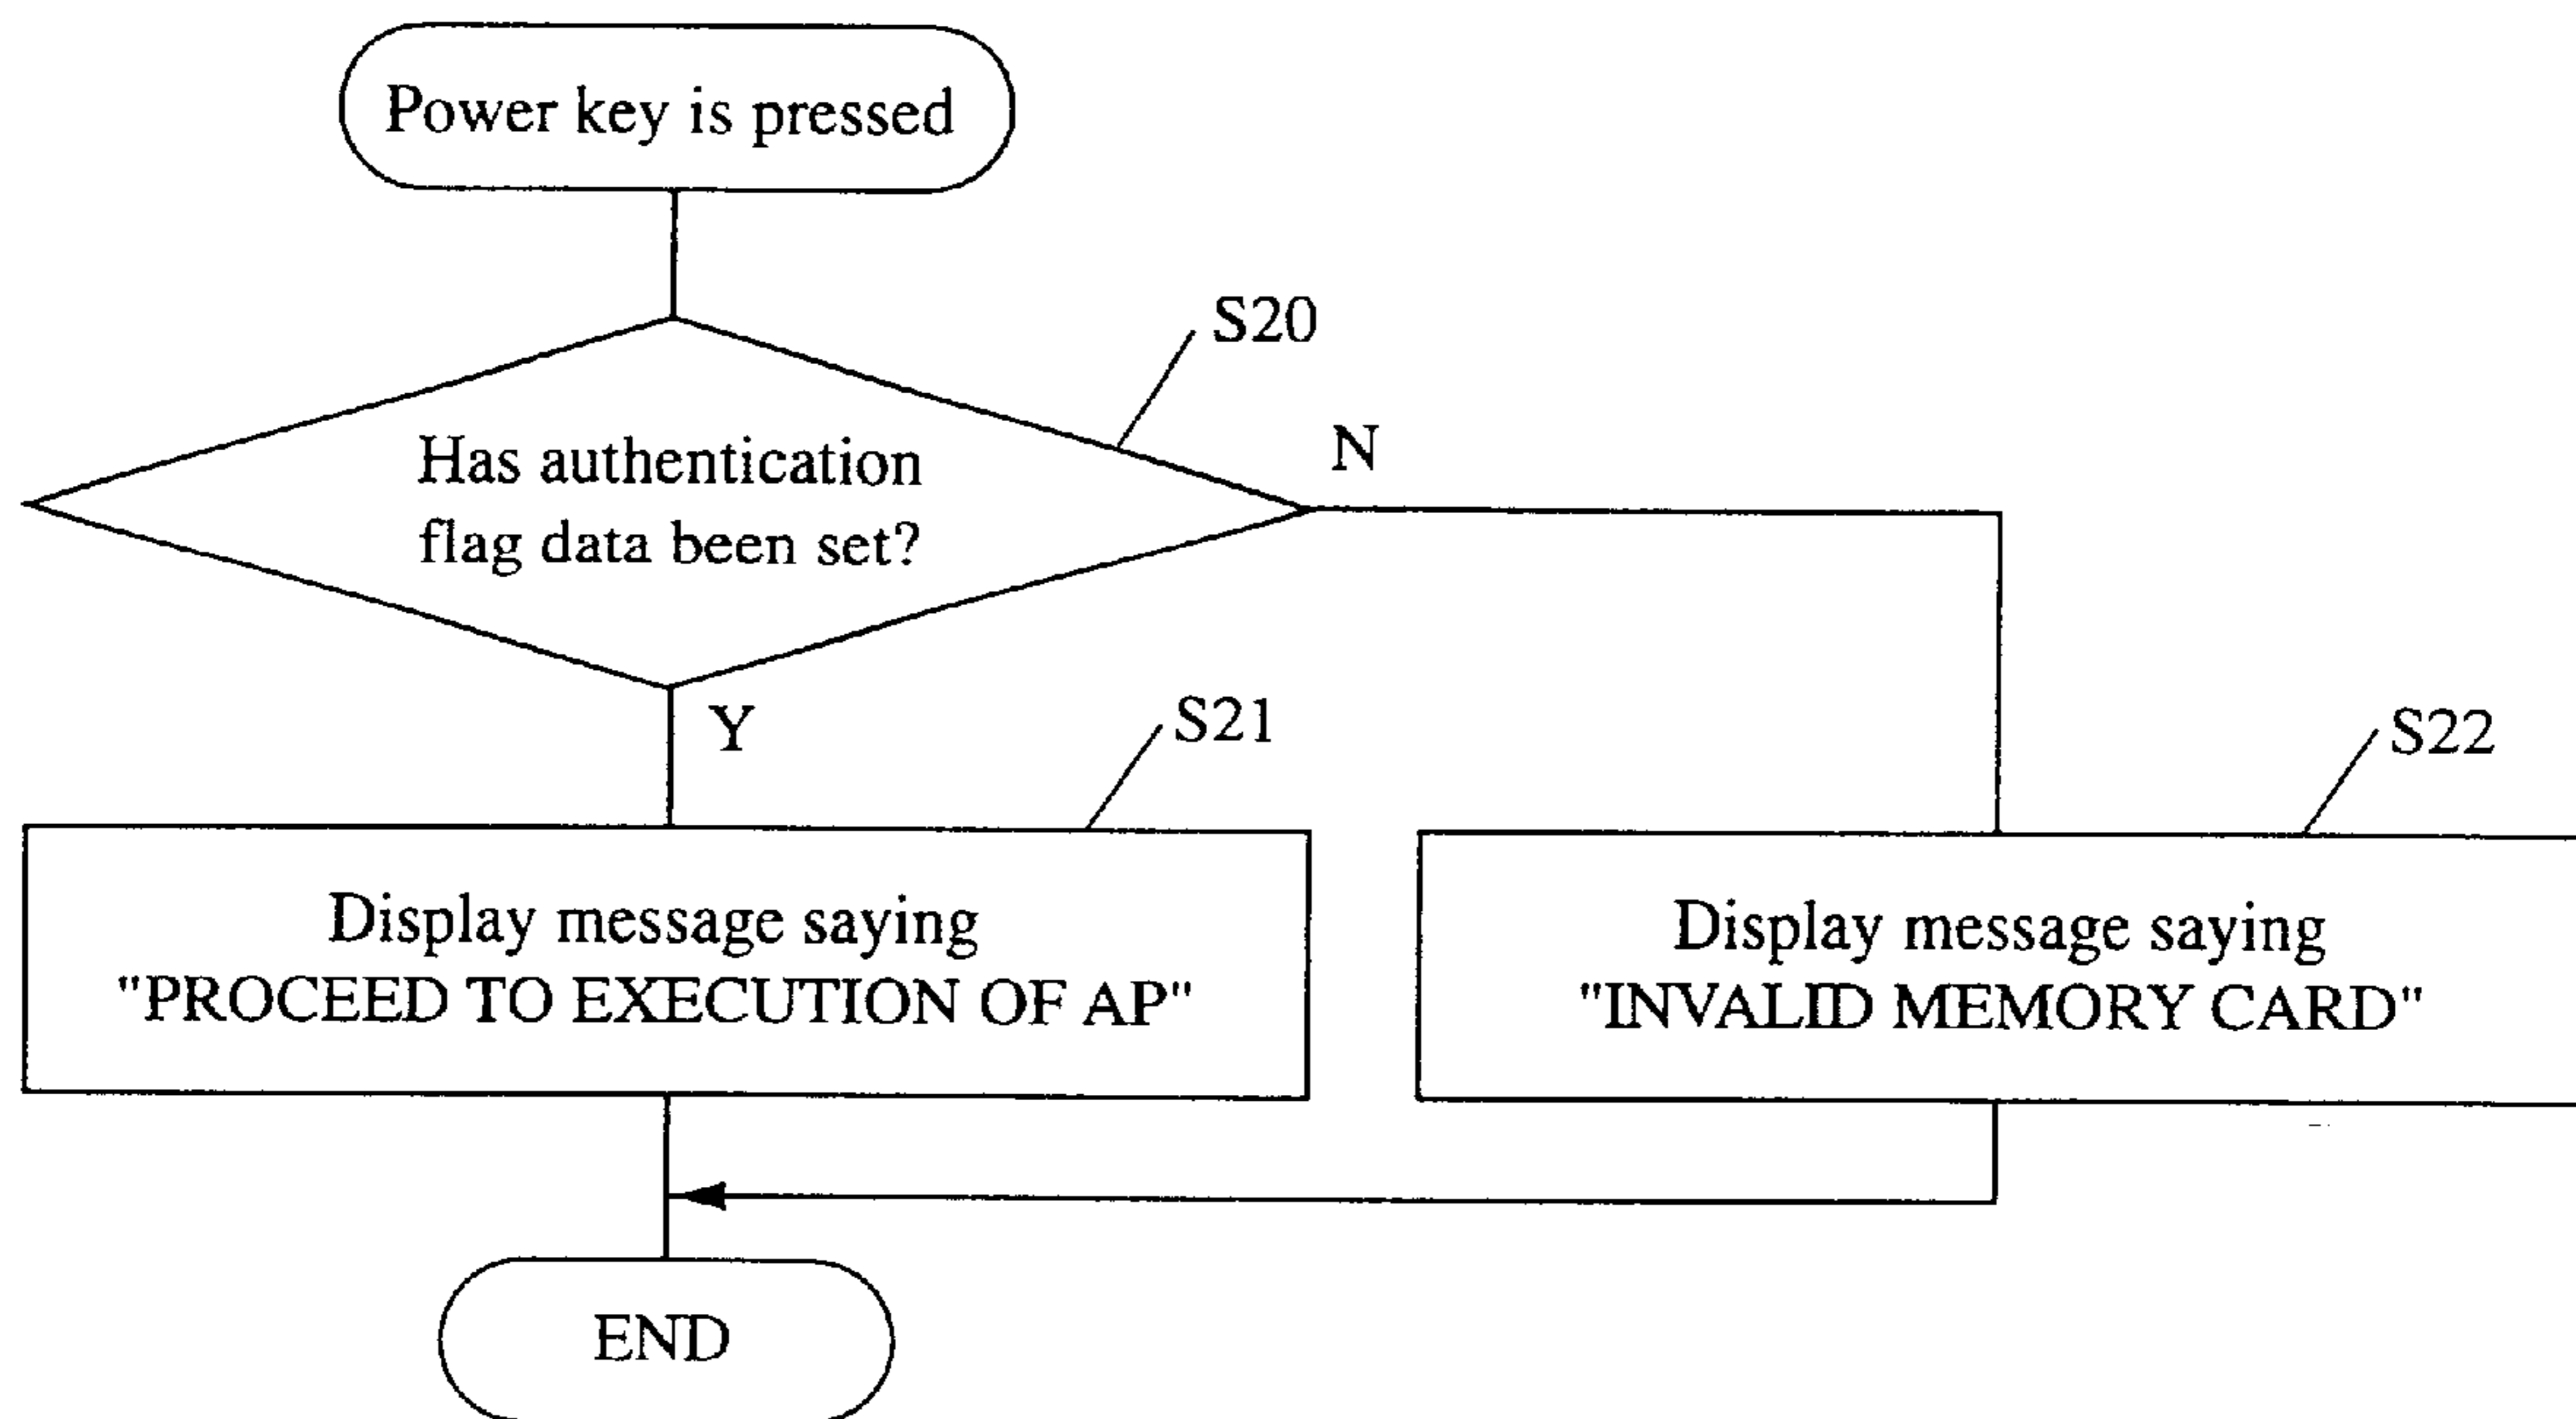 Power key is pressed
S20
Has authentication
flag data been set?
N
Y
S21
Display message saying
"PROCEED TO EXECUTION OF AP"
S22
Display message saying
"INVALID MEMORY CARD"
END